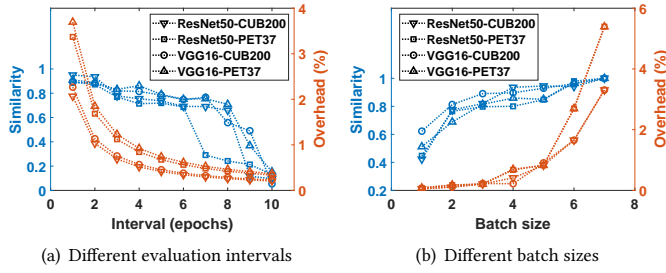 ResNet50-CUB200
ResNet50-PET37
VGG16-CUB200
VGG16-PET37
Similarity
1
0.8
0.6
0.4
0.2
0
0 2 4 6 8 10
Interval (epochs)
4
3
2
1
0
Overhead (%)
(a) Different evaluation intervals
ResNet50-CUB200
ResNet50-PET37
VGG16-CUB200
VGG16-PET37
Similarity
1
0.8
0.6
0.4
0.2
0 2 4 6 8
Batch size
6
4
2
0
Overhead (%)
(b) Different batch sizes